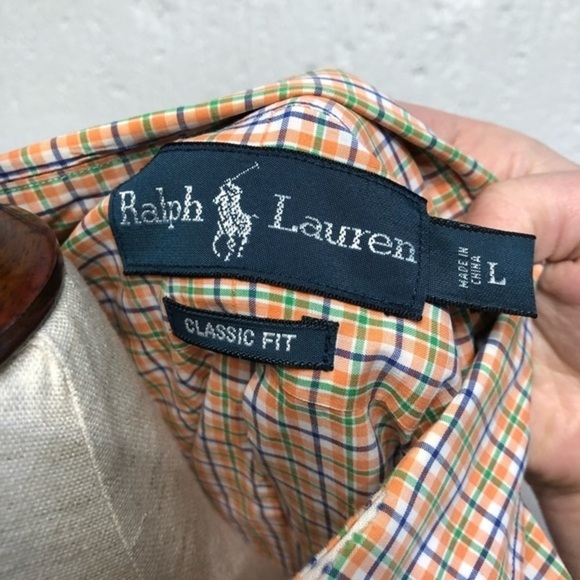 Ralph Lauren
MADE IN
CHINA
L
CLASSIC FIT